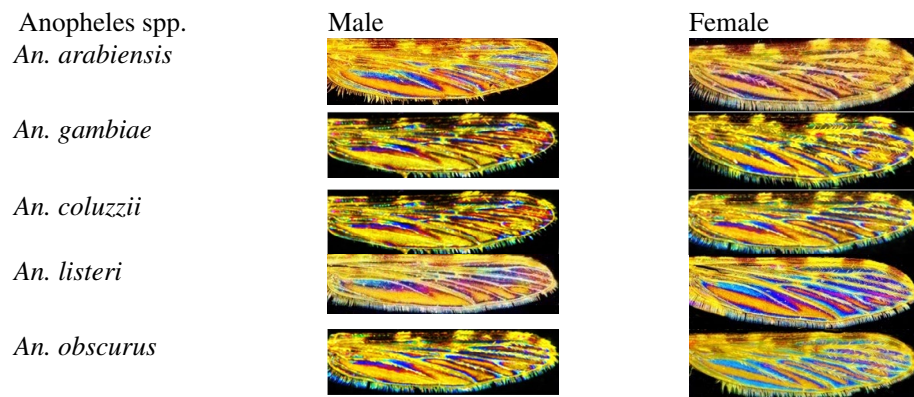 Anopheles spp. Male Female
An. arabiensis
An. gambiae
An. coluzzii
An. listeri
An. obscurus